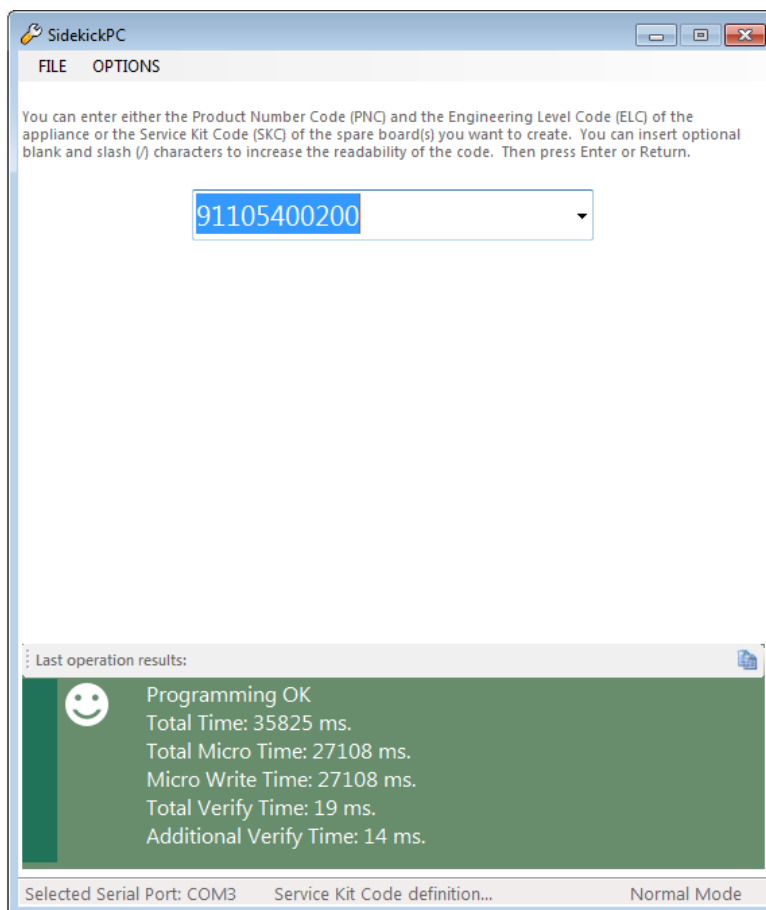 SidekickPC
FILE OPTIONS
You can enter either the Product Number Code (PNC) and the Engineering Level Code (ELC) of the
appliance or the Service Kit Code (SKC) of the spare board(s) you want to create. You can insert optional
blank and slash (/) characters to increase the readability of the code. Then press Enter or Return.
91105400200
Last operation results:
Programming OK
Total Time: 35825 ms.
Total Micro Time: 27108 ms.
Micro Write Time: 27108 ms.
Total Verify Time: 19 ms.
Additional Verify Time: 14 ms.
Selected Serial Port: COM3 Service Kit Code definition... Normal Mode